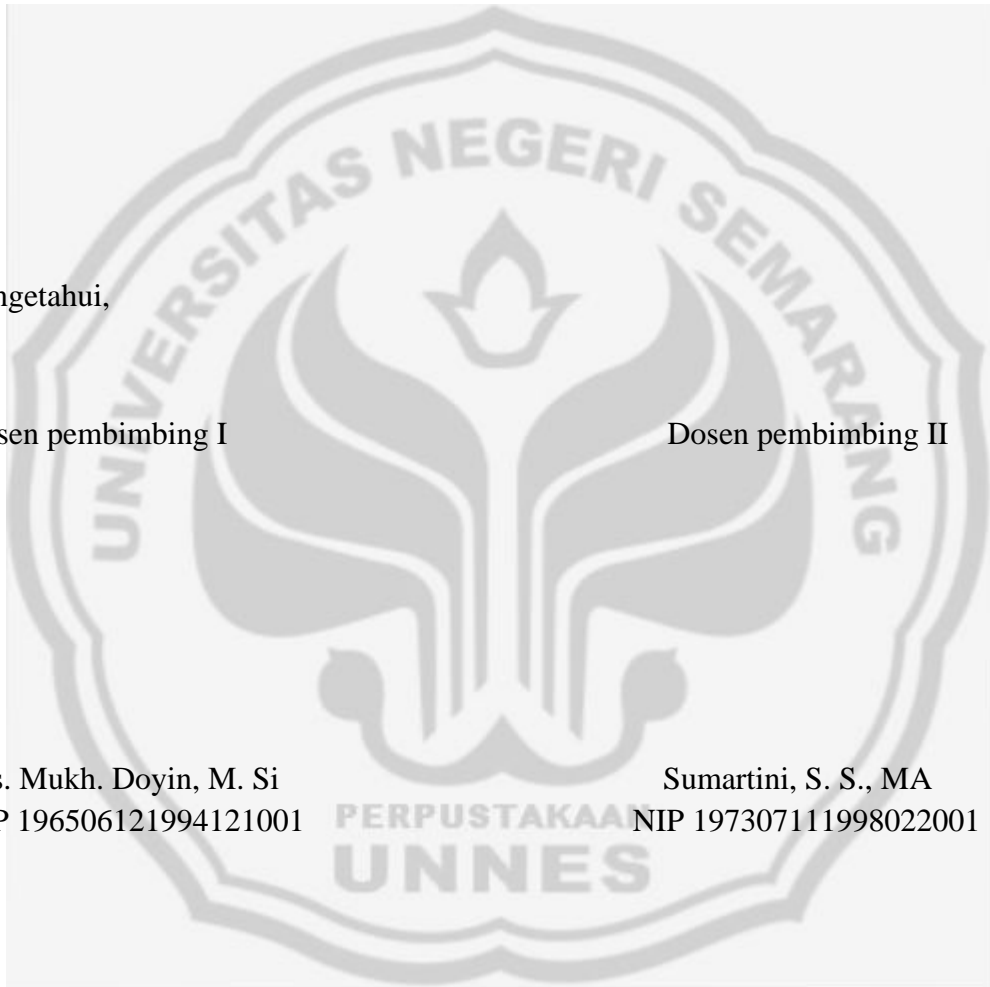 UNIVERSITAS NEGERI SEMARANG
ngetahui,
sen pembimbing I Dosen pembimbing II
s. Mukh. Doyin, M. Si Sumartini, S. S., MA
P 196506121994121001 NIP 197307111998022001
PERPUSTAKAAN
UNNES